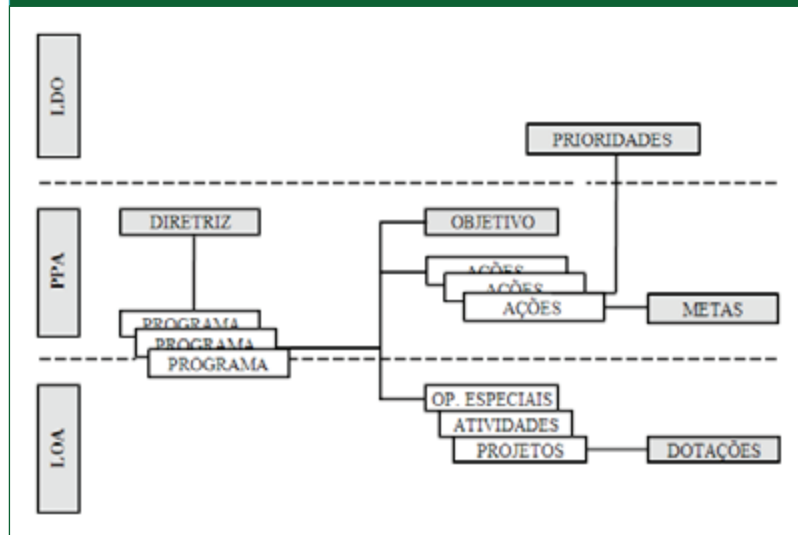 LDO
PRIORIDADES
PPA
DIRETRIZ
OBJETIVO
AÇÕES
AÇÕES
AÇÕES
METAS
PROGRAMA
PROGRAMA
PROGRAMA
LOA
OP. ESPECIAIS
ATIVIDADES
PROJETOS
DOTAÇÕES